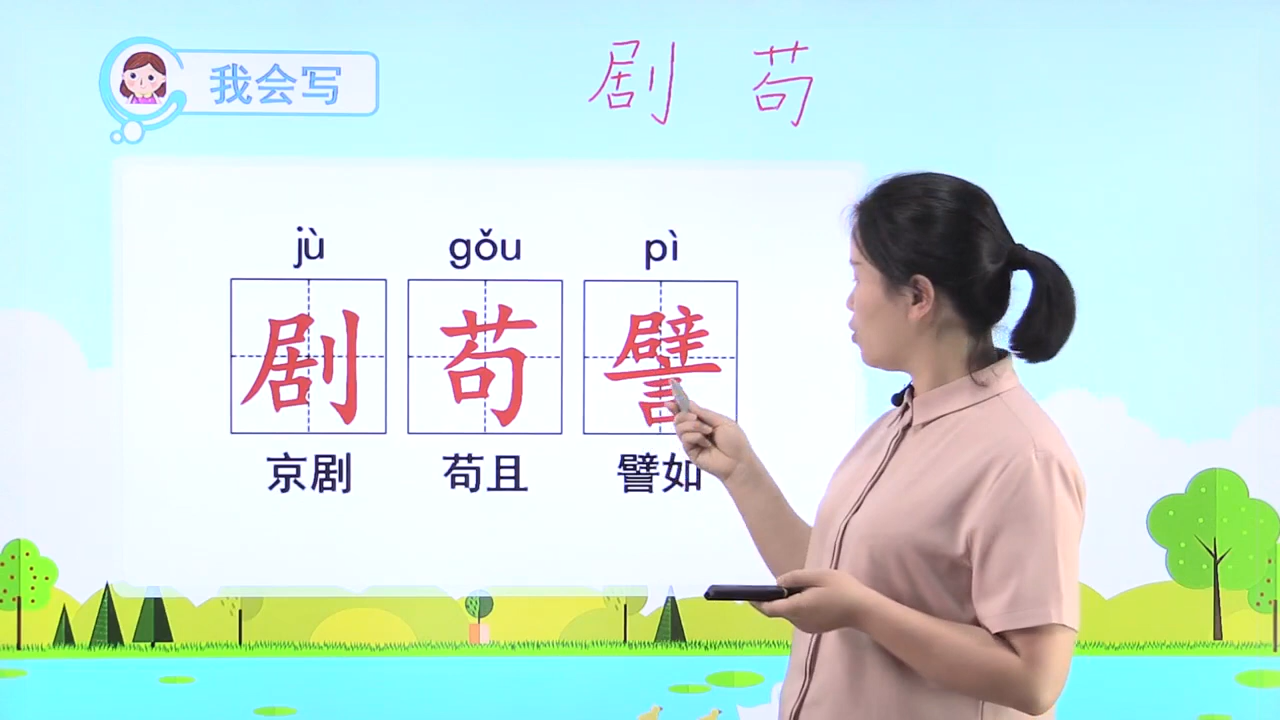 我会写
剧 苟
jù gǒu pì
剧 苟 譬
京剧 苟且 譬如